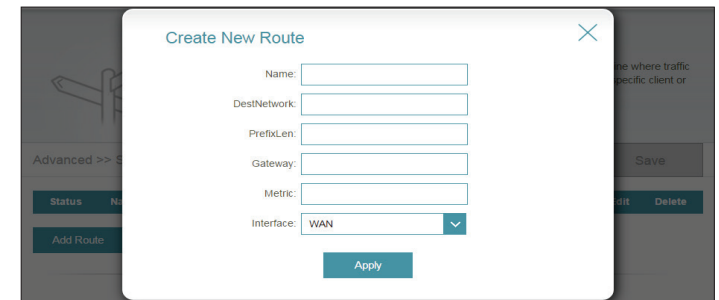 Create New Route
ne where traffic
pecific client or
Name:
DestNetwork:
PrefixLen:
Gateway:
Metric:
Interface: WAN
Apply
Advanced >> S
Save
Status Na
dit Delete
Add Route